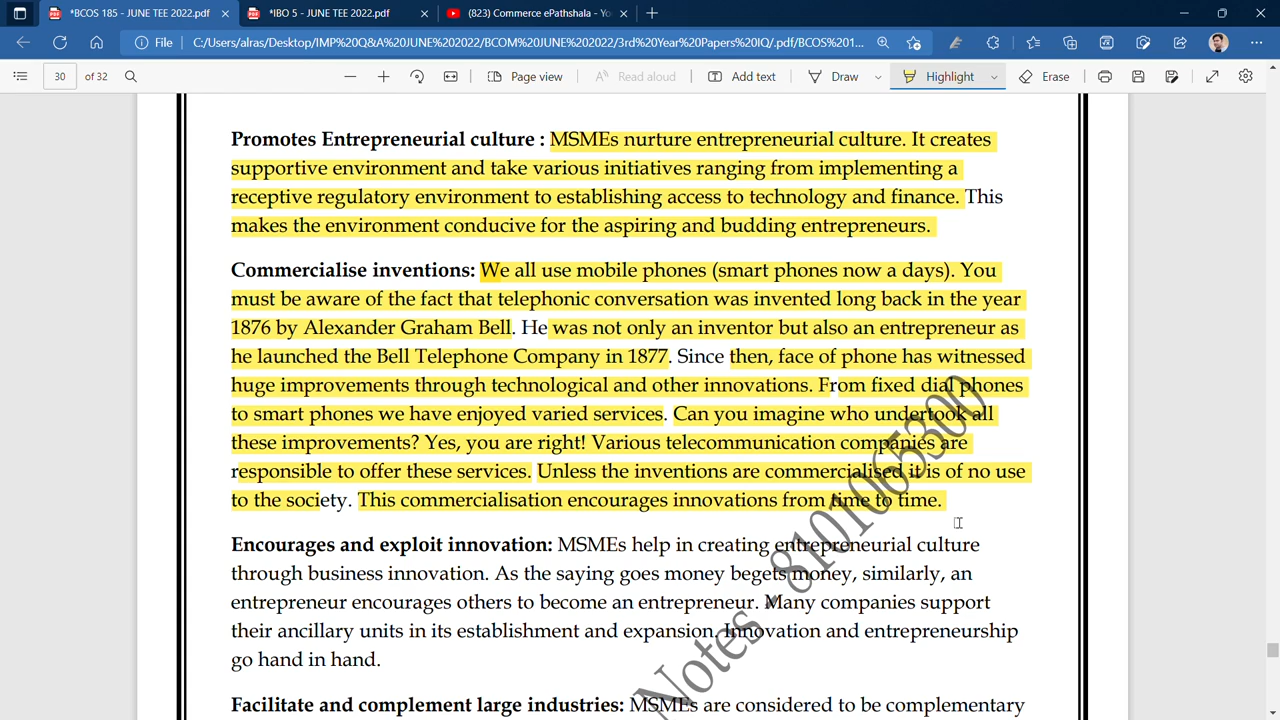 *BCOS 185 - JUNE TEE 2022.pdf
*IBO 5 - JUNE TEE 2022.pdf
(823) Commerce ePathshala - Yo
File
C:/Users/alras/Desktop/IMP%20Q&A%20JUNE%202022/BCOM%20JUNE%202022/3rd%20Year%20Papers%20IQ/.pdf/BCOS%201...
30 of 32
Page view
Read aloud
Add text
Draw
Highlight
Erase
Promotes Entrepreneurial culture : MSMEs nurture entrepreneurial culture. It creates
supportive environment and take various initiatives ranging from implementing a
receptive regulatory environment to establishing access to technology and finance. This
makes the environment conducive for the aspiring and budding entrepreneurs.
Commercialise inventions: We all use mobile phones (smart phones now a days). You
must be aware of the fact that telephonic conversation was invented long back in the year
1876 by Alexander Graham Bell. He was not only an inventor but also an entrepreneur as
he launched the Bell Telephone Company in 1877. Since then, face of phone has witnessed
huge improvements through technological and other innovations. From fixed dial phones
to smart phones we have enjoyed varied services. Can you imagine who undertook all
these improvements? Yes, you are right! Various telecommunication companies are
responsible to offer these services. Unless the inventions are commercialised it is of no use
to the society. This commercialisation encourages innovations from time to time.
Encourages and exploit innovation: MSMEs help in creating entrepreneurial culture
through business innovation. As the saying goes money begets money, similarly, an
entrepreneur encourages others to become an entrepreneur. Many companies support
their ancillary units in its establishment and expansion. Innovation and entrepreneurship
go hand in hand.
Facilitate and complement large industries: MSMEs are considered to be complementary
Notes - 8101065300